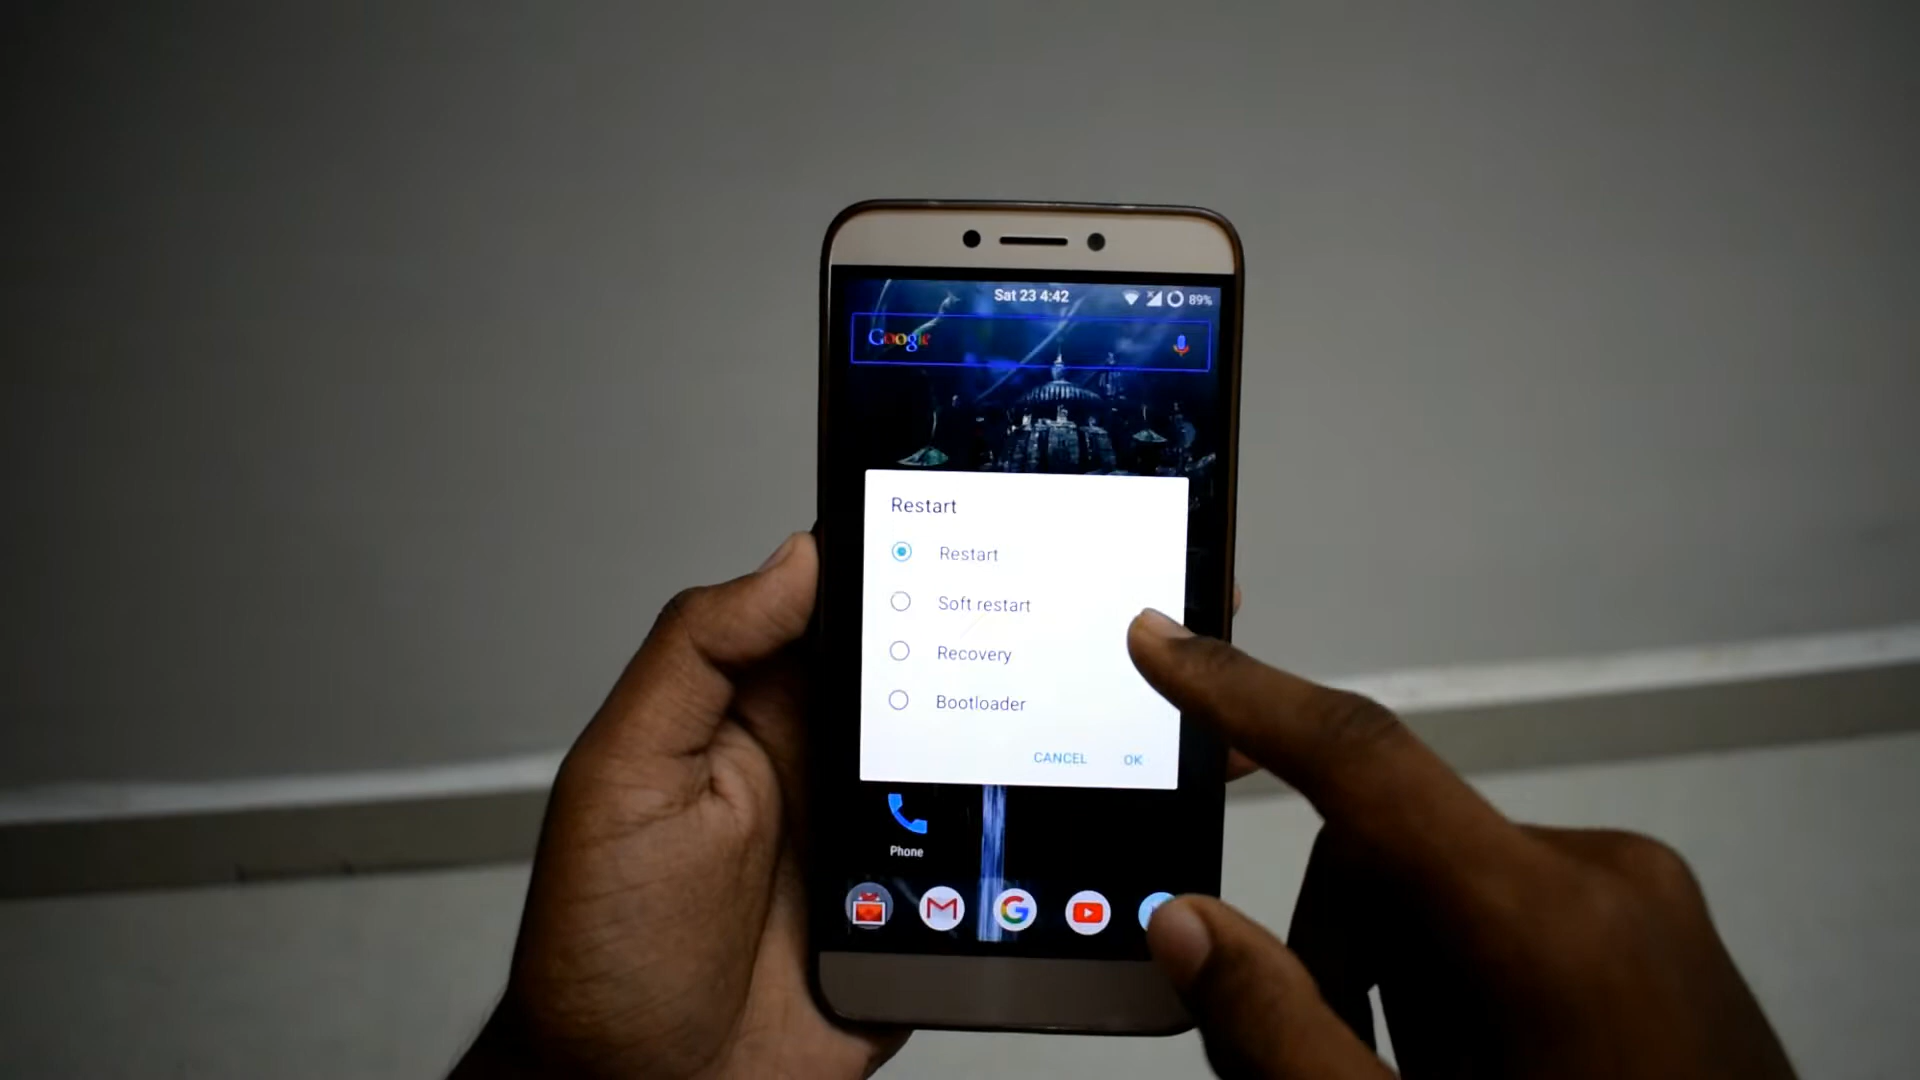 Sat 23 4:42 89%
Google
Restart
Restart
Soft restart
Recovery
Bootloader
CANCEL OK
Phone